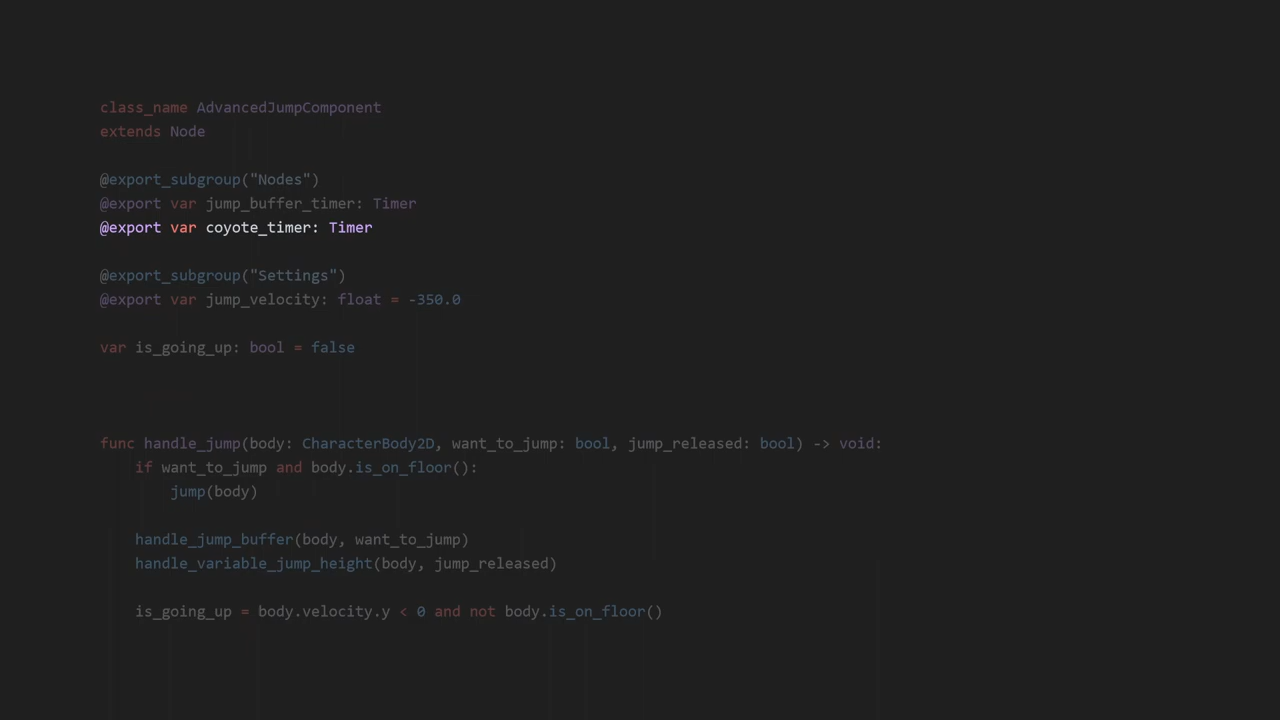 class_name AdvancedJumpComponent
extends Node
@export_subgroup("Nodes")
@export var jump_buffer_timer: Timer
@export var coyote_timer: Timer
@export_subgroup("Settings")
@export var jump_velocity: float = -350.0
var is_going_up: bool = false
func handle_jump(body: CharacterBody2D, want_to_jump: bool, jump_released: bool) -> void:
if want_to_jump and body.is_on_floor():
jump(body)
handle_jump_buffer(body, want_to_jump)
handle_variable_jump_height(body, jump_released)
is_going_up = body.velocity.y < 0 and not body.is_on_floor()